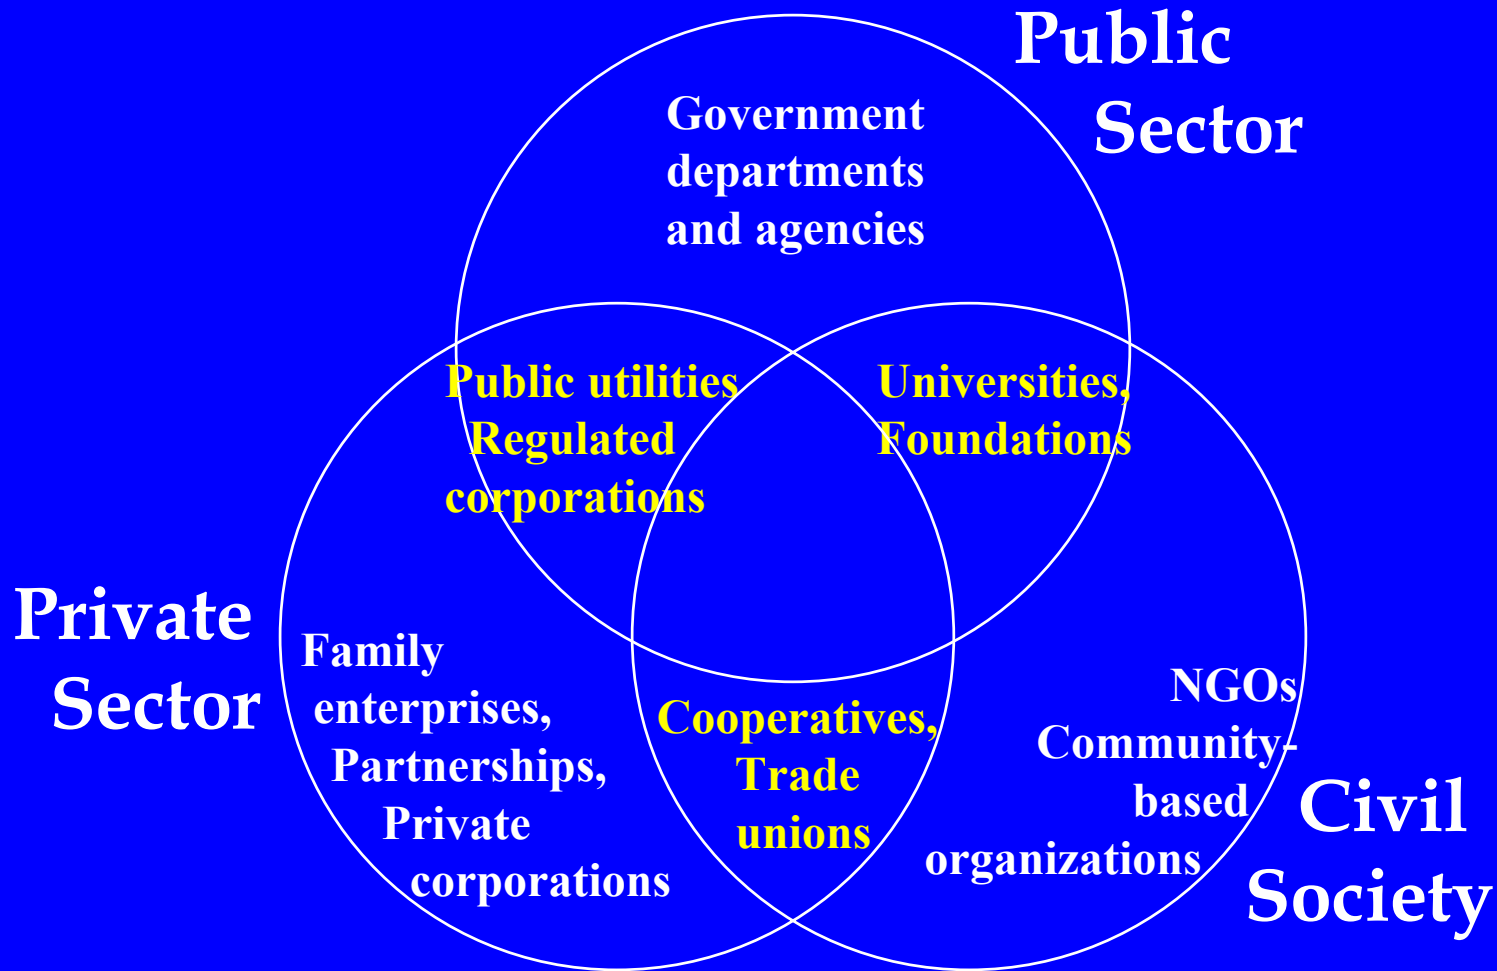 Public
Sector
Government
departments
and agencies
Public utilities
Regulated
corporations
Universities,
Foundations
Private
Sector
Family
enterprises,
Partnerships,
Private
corporations
Cooperatives,
Trade
unions
NGOs
Community-
based
organizations
Civil
Society